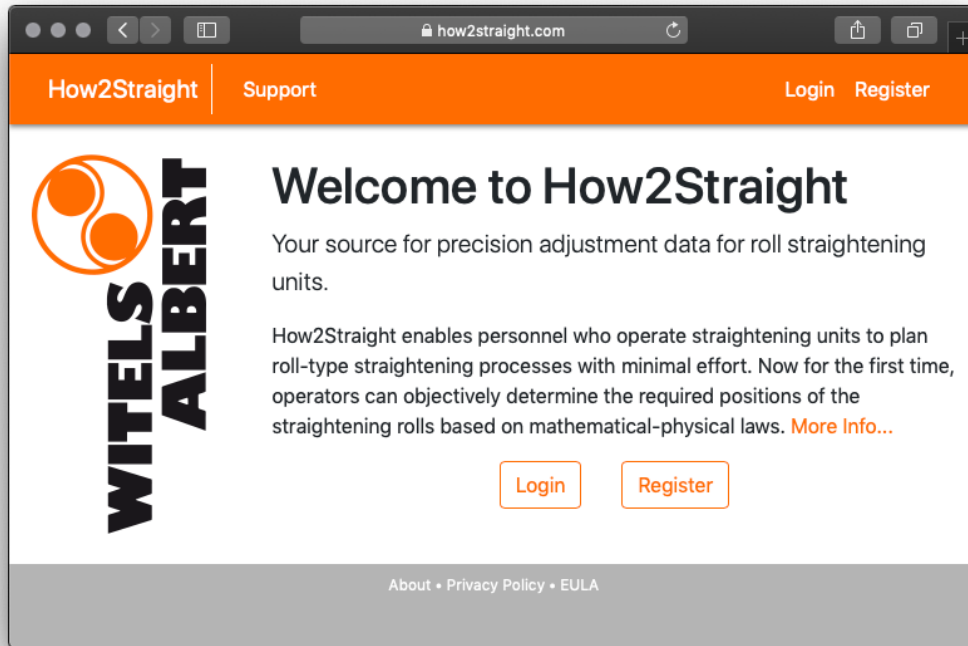 how2straight.com
How2Straight
Support
Login
Register
WITELS
ALBERT
Welcome to How2Straight
Your source for precision adjustment data for roll straightening
units.
How2Straight enables personnel who operate straightening units to plan
roll-type straightening processes with minimal effort. Now for the first time,
operators can objectively determine the required positions of the
straightening rolls based on mathematical-physical laws. More Info...
Login
Register
About • Privacy Policy • EULA